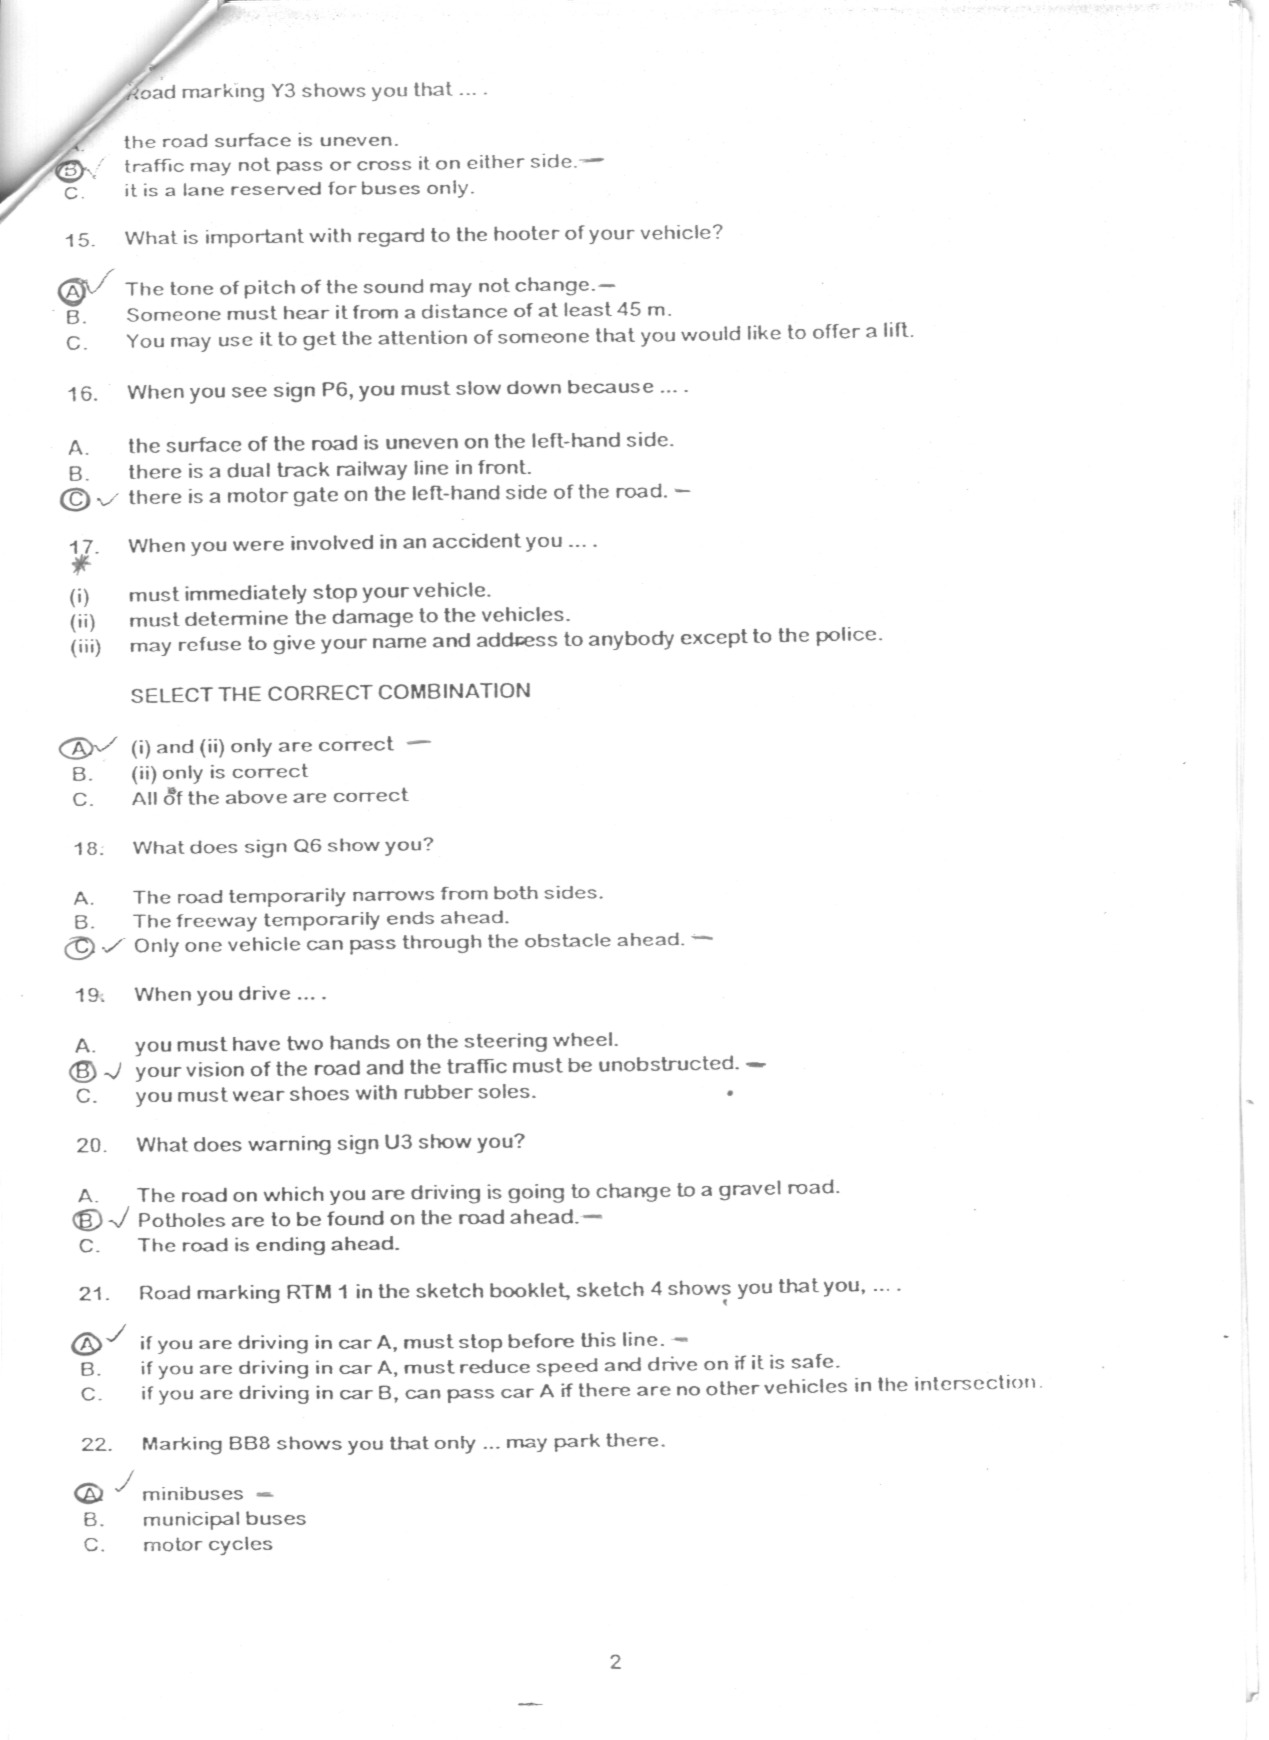 Road marking Y3 shows you that ... .
the road surface is uneven.
B traffic may not pass or cross it on either side.
C. it is a lane reserved for buses only.
15. What is important with regard to the hooter of your vehicle?
A The tone of pitch of the sound may not change.
B. Someone must hear it from a distance of at least 45 m.
C. You may use it to get the attention of someone that you would like to offer a lift.
16. When you see sign P6, you must slow down because ... .
A. the surface of the road is uneven on the left-hand side.
B. there is a dual track railway line in front.
C there is a motor gate on the left-hand side of the road.
17. When you were involved in an accident you ... .
(i) must immediately stop your vehicle.
(ii) must determine the damage to the vehicles.
(iii) may refuse to give your name and address to anybody except to the police.
SELECT THE CORRECT COMBINATION
A (i) and (ii) only are correct
B. (ii) only is correct
C. All of the above are correct
18. What does sign Q6 show you?
A. The road temporarily narrows from both sides.
B. The freeway temporarily ends ahead.
C Only one vehicle can pass through the obstacle ahead.
19. When you drive ... .
A. you must have two hands on the steering wheel.
B your vision of the road and the traffic must be unobstructed.
C. you must wear shoes with rubber soles.
20. What does warning sign U3 show you?
A. The road on which you are driving is going to change to a gravel road.
B Potholes are to be found on the road ahead.
C. The road is ending ahead.
21. Road marking RTM 1 in the sketch booklet, sketch 4 shows you that you, ... .
A if you are driving in car A, must stop before this line.
B. if you are driving in car A, must reduce speed and drive on if it is safe.
C. if you are driving in car B, can pass car A if there are no other vehicles in the intersection.
22. Marking BB8 shows you that only ... may park there.
A minibuses
B. municipal buses
C. motor cycles
2